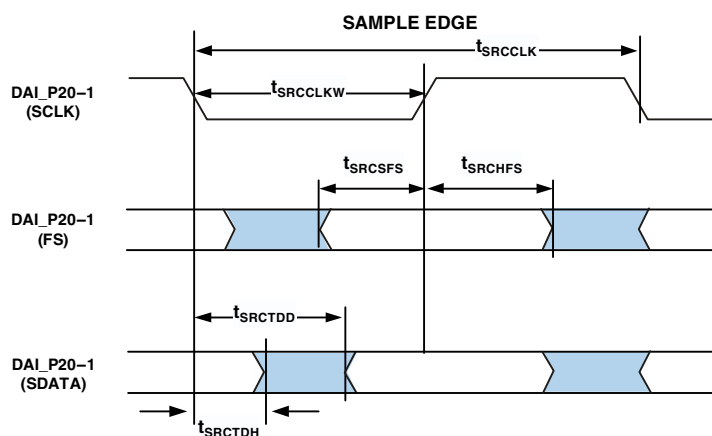 SAMPLE EDGE
tSRCCLK
DAI_P20–1
(SCLK)
tSRCCLKW
tSRCSFS
tSRCHFS
DAI_P20–1
(FS)
tSRCTDD
DAI_P20–1
(SDATA)
tSRCTDH